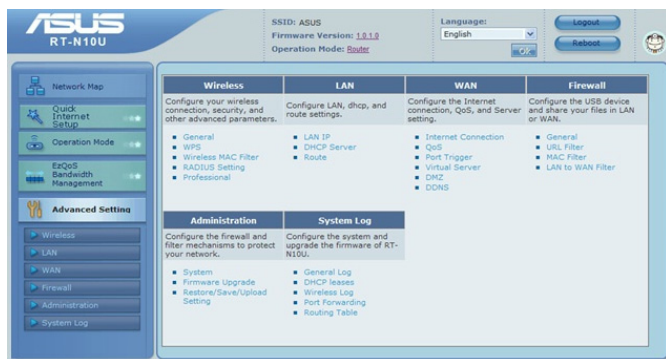 ASUS
RT-N10U
SSID: ASUS
Firmware Version: 1.0.1.0
Operation Mode: Router
Language:
English
OK
Logout
Reboot
Network Map
Quick
Internet
Setup
Operation Mode
EzQoS
Bandwidth
Management
Advanced Setting
Wireless
LAN
WAN
Firewall
Administration
System Log
Wireless
Configure your wireless
connection, security, and
other advanced parameters.
General
WPS
Wireless MAC Filter
RADIUS Setting
Professional
LAN
Configure LAN, dhcp, and
route settings.
LAN IP
DHCP Server
Route
WAN
Configure the Internet
connection, QoS, and Server
setting.
Internet Connection
QoS
Port Trigger
Virtual Server
DMZ
DDNS
Firewall
Configure the USB device
and share your files in LAN
or WAN.
General
URL Filter
MAC Filter
LAN to WAN Filter
Administration
Configure the firewall and
filter mechanisms to protect
your network.
System
Firmware Upgrade
Restore/Save/Upload
Setting
System Log
Configure the system and
upgrade the firmware of RT-
N10U.
General Log
DHCP leases
Wireless Log
Port Forwarding
Routing Table